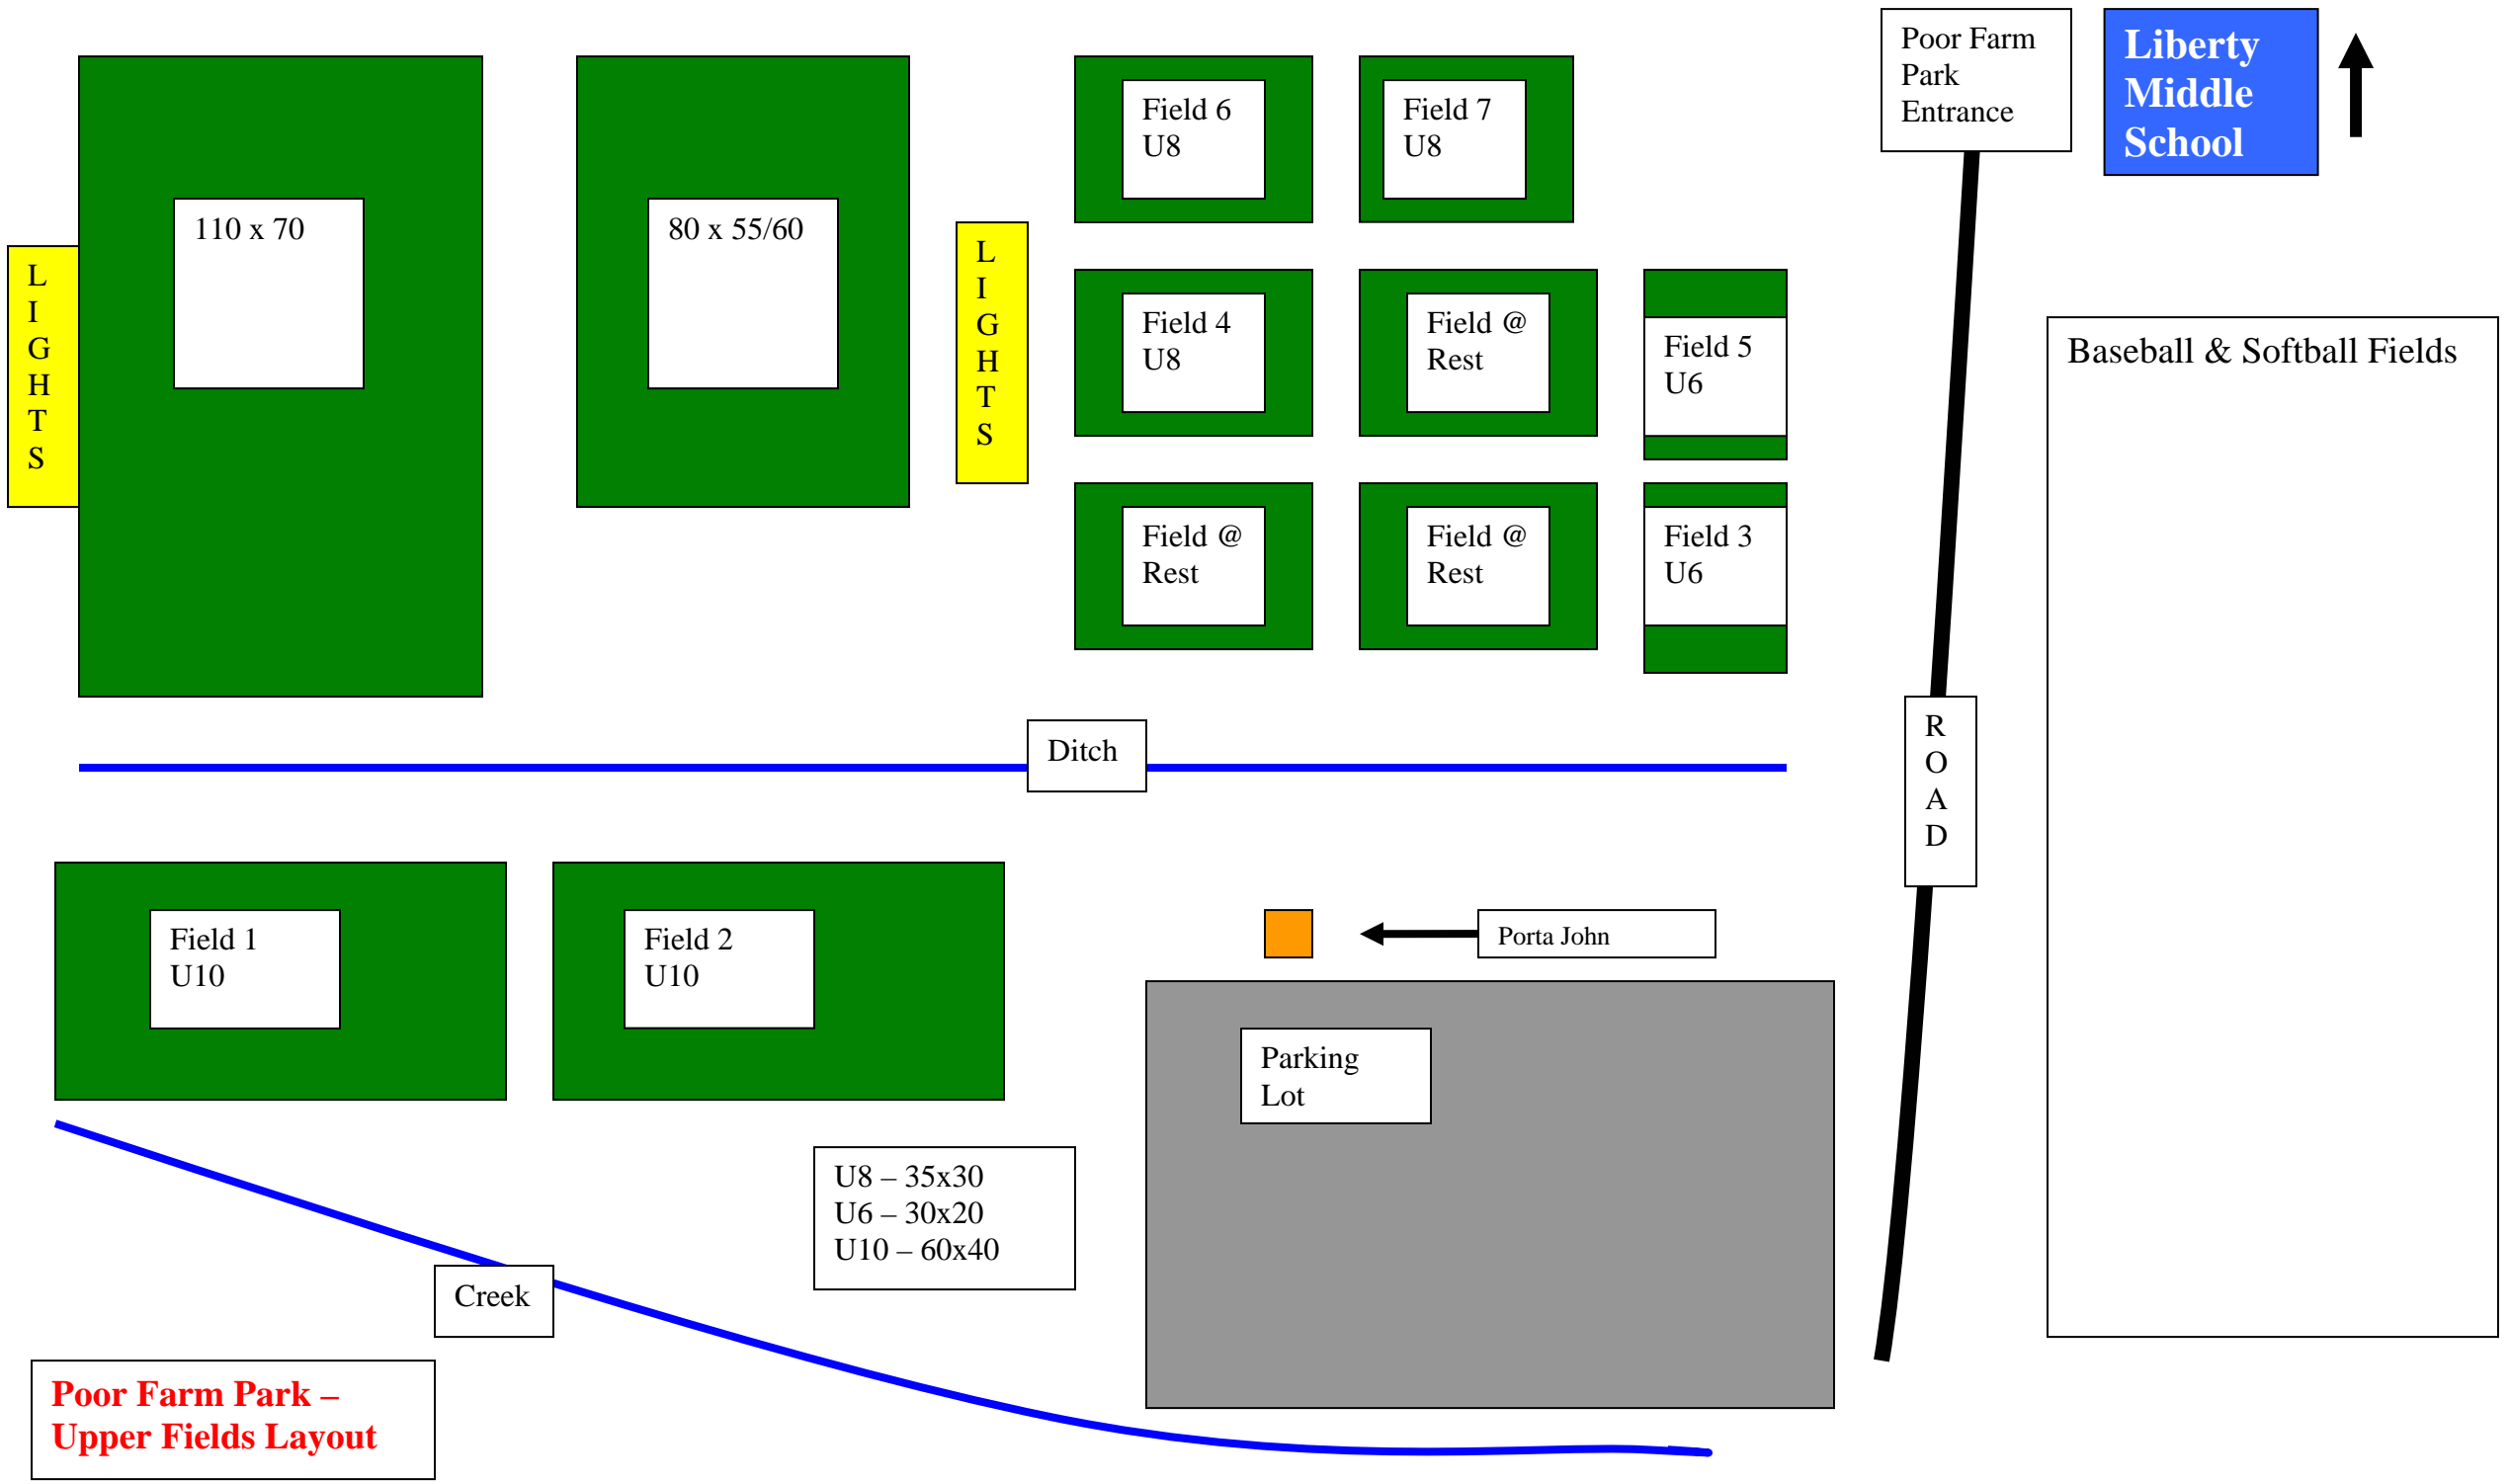 Poor Farm
Park
Entrance
Liberty
Middle
School
110 x 70
80 x 55/60
L
I
G
H
T
S
L
I
G
H
T
S
Field 6
U8
Field 7
U8
Field 4
U8
Field @
Rest
Field 5
U6
Field @
Rest
Field @
Rest
Field 3
U6
Baseball & Softball Fields
Ditch
R
O
A
D
Field 1
U10
Field 2
U10
Porta John
Parking
Lot
U8 – 35x30
U6 – 30x20
U10 – 60x40
Creek
Poor Farm Park –
Upper Fields Layout